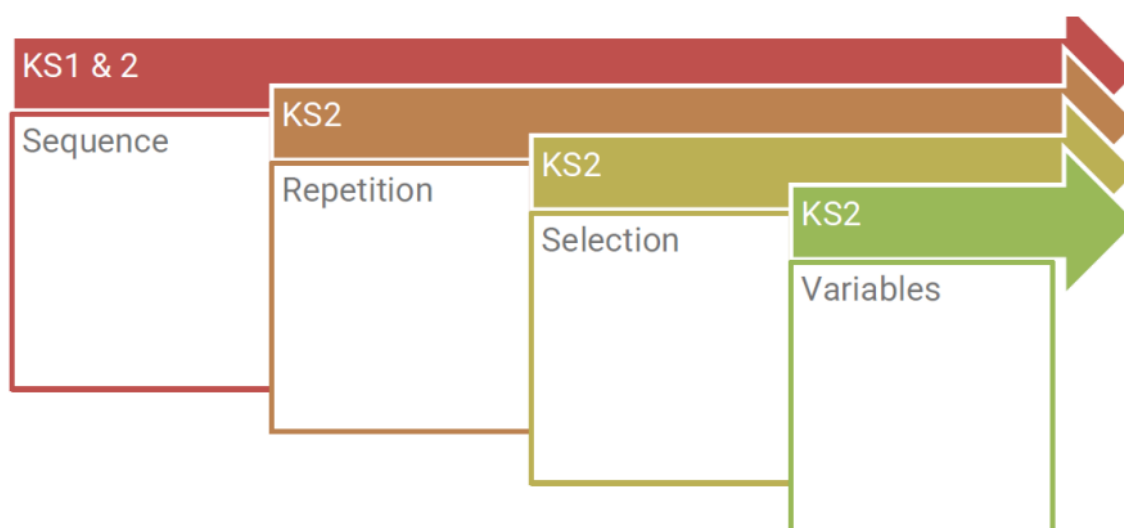 KS1 & 2
Sequence
KS2
Repetition
KS2
Selection
KS2
Variables